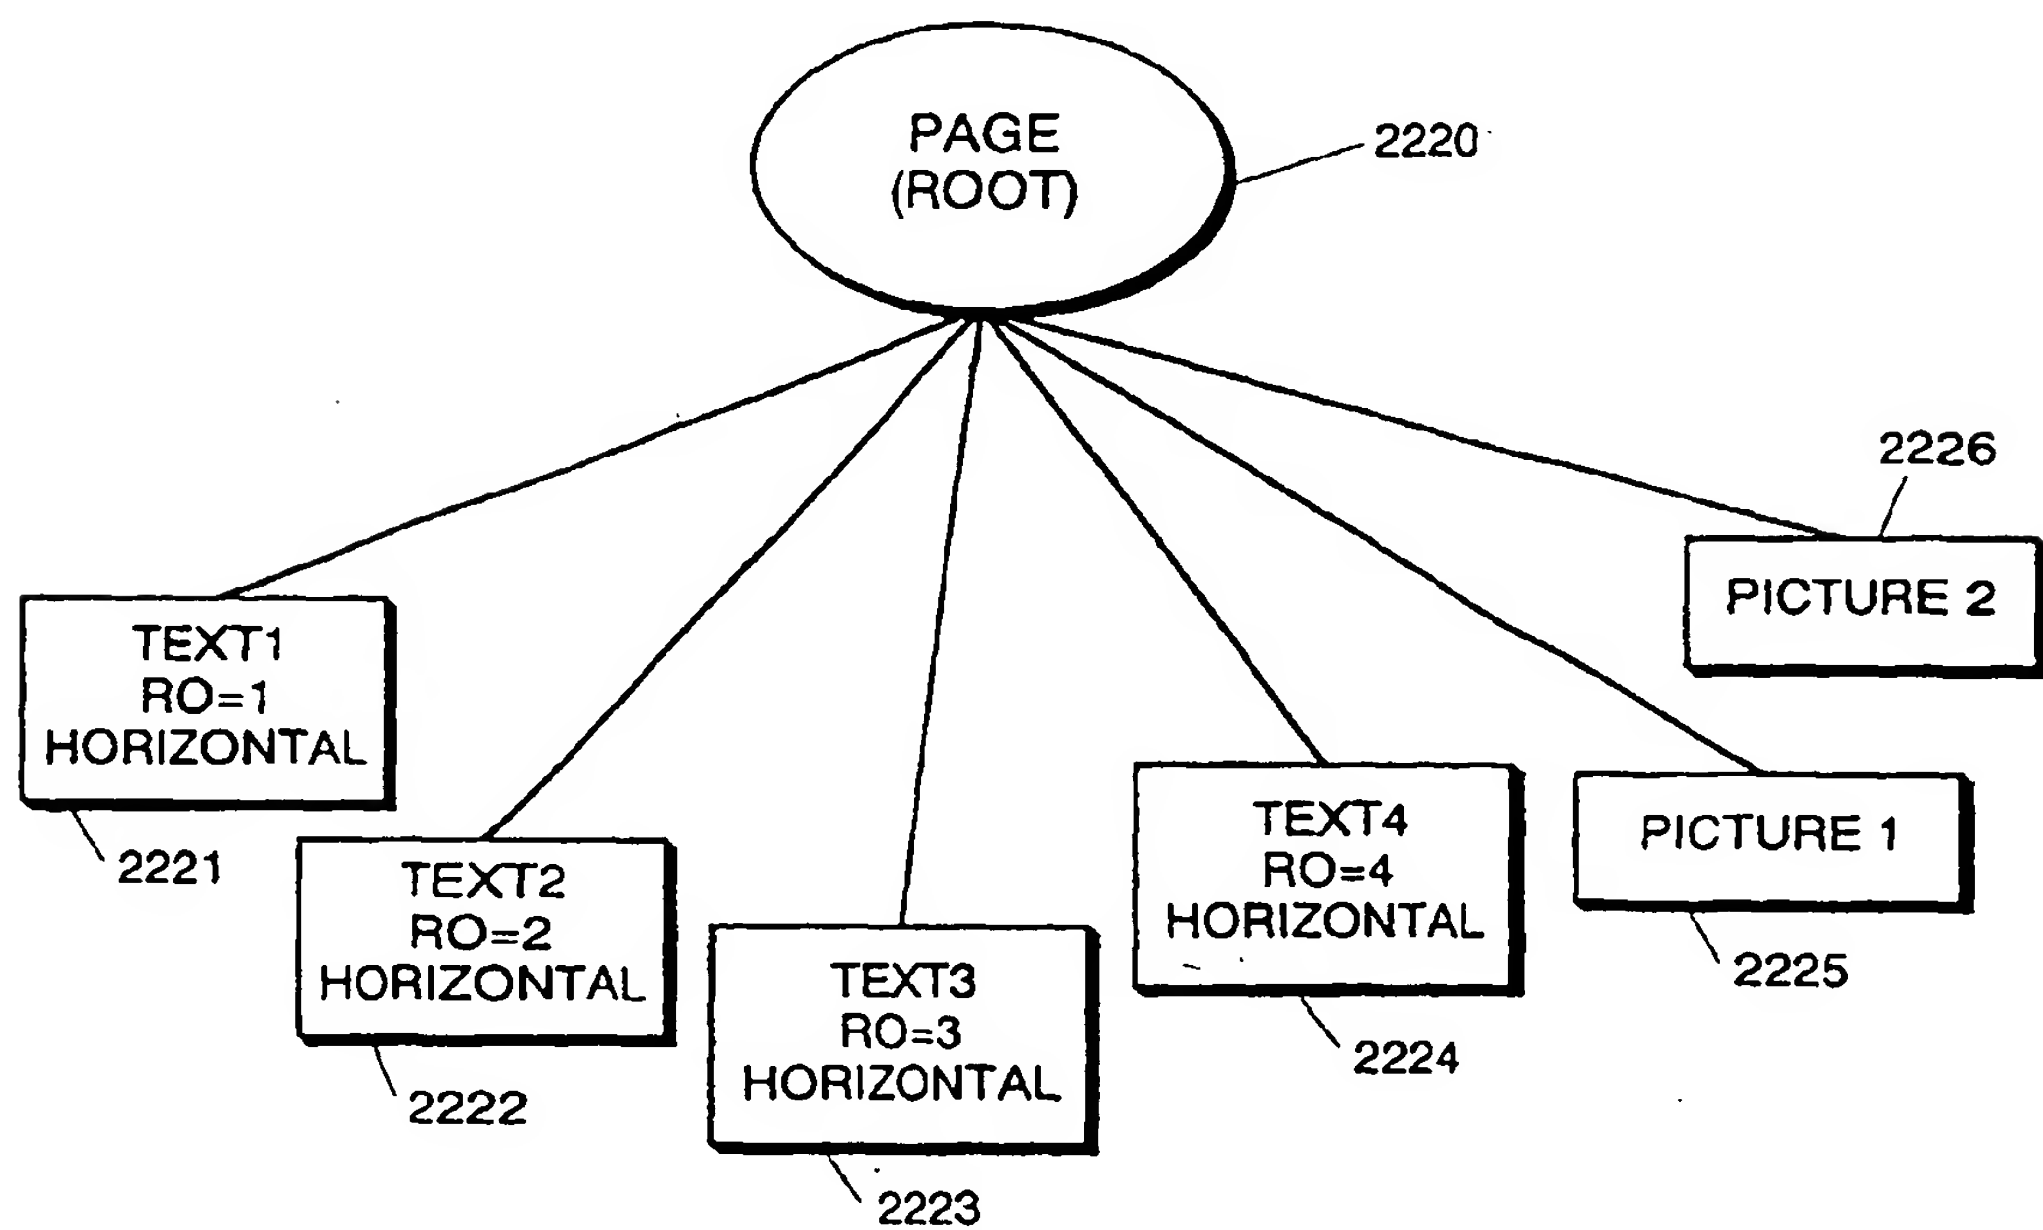 PAGE
(ROOT)
2220
TEXT1
RO=1
HORIZONTAL
2221
TEXT2
RO=2
HORIZONTAL
2222
TEXT3
RO=3
HORIZONTAL
2223
TEXT4
RO=4
HORIZONTAL
2224
PICTURE 1
2225
2226
PICTURE 2